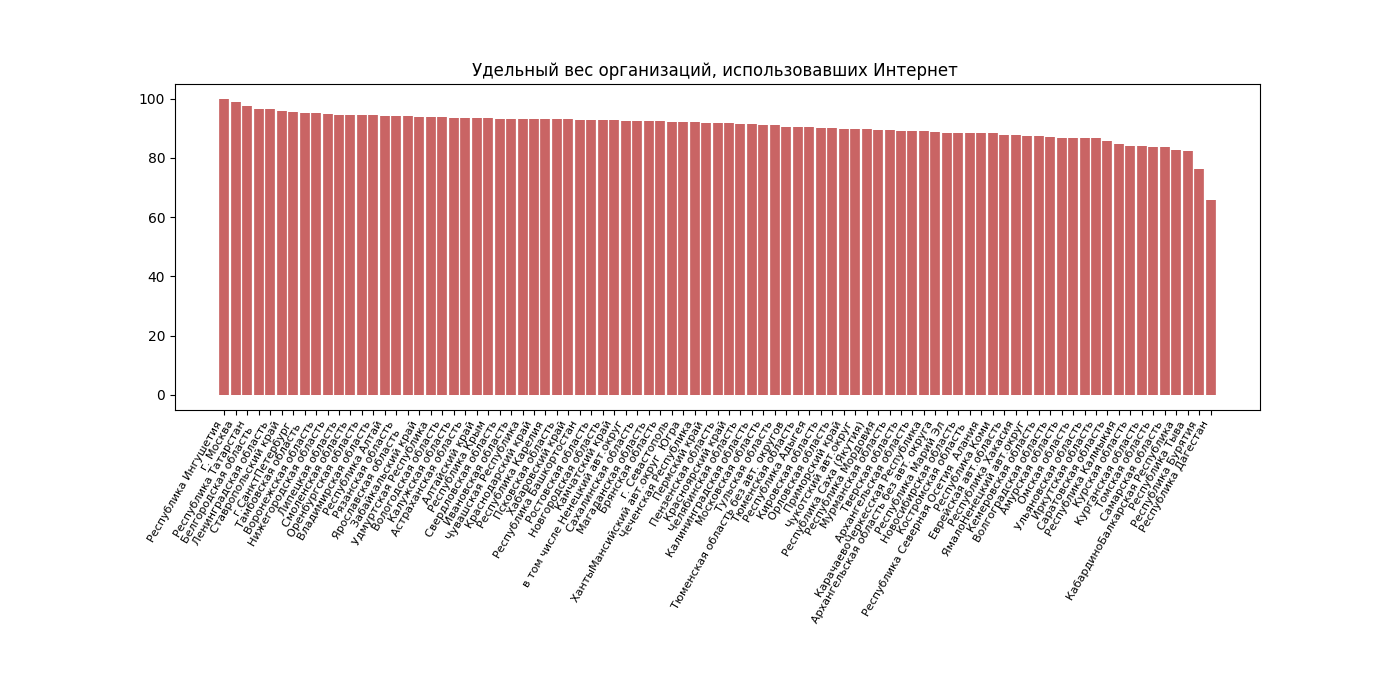 Удельный вес организаций, использовавших Интернет
100
80
60
40
20
0
Республика Ингушетия
г. Москва
Республика Татарстан
Белгородская область
Ленинградская область
Ставропольский край
г. Санкт-Петербург
Тамбовская область
Воронежская область
Нижегородская область
Липецкая область
Смоленская область
Оренбургская область
Владимирская область
Республика Алтай
Рязанская область
Ярославская область
Забайкальский край
Удмуртская Республика
Вологодская область
Калужская область
Астраханская область
Алтайский край
Республика Крым
Свердловская область
Ивановская область
Чувашская Республика
Краснодарский край
Республика Карелия
Псковская область
Хабаровский край
Республика Башкортостан
Ростовская область
Новгородская область
Камчатский край
в том числе Ненецкий авт округ
Сахалинская область
Магаданская область
Брянская область
г. Севастополь
ХантыМансийский авт округ Югра
Чеченская Республика
Пермский край
Пензенская область
Красноярский край
Челябинская область
Калининградская область
Московская область
Тульская область
Тюменская область без авт. округов
Тюменская область
Республика Адыгея
Кировская область
Орловская область
Приморский край
Чукотский авт округ
Республика Саха (Якутия)
Республика Мордовия
Мурманская область
Тверская область
Архангельская область
КарачаевоЧеркесская Республика
Архангельская область без авт округа
Республика Марий Эл
Новосибирская область
Костромская область
Республика Северная Осетия Алания
Республика Коми
Еврейская авт область
Республика Хакасия
ЯмалоНенецкий авт округ
Кемеровская область
Волгоградская область
Амурская область
Омская область
Ульяновская область
Иркутская область
Саратовская область
Республика Калмыкия
Курганская область
Курская область
Томская область
Самарская область
КабардиноБалкарская Республика
Республика Тыва
Республика Бурятия
Республика Дагестан